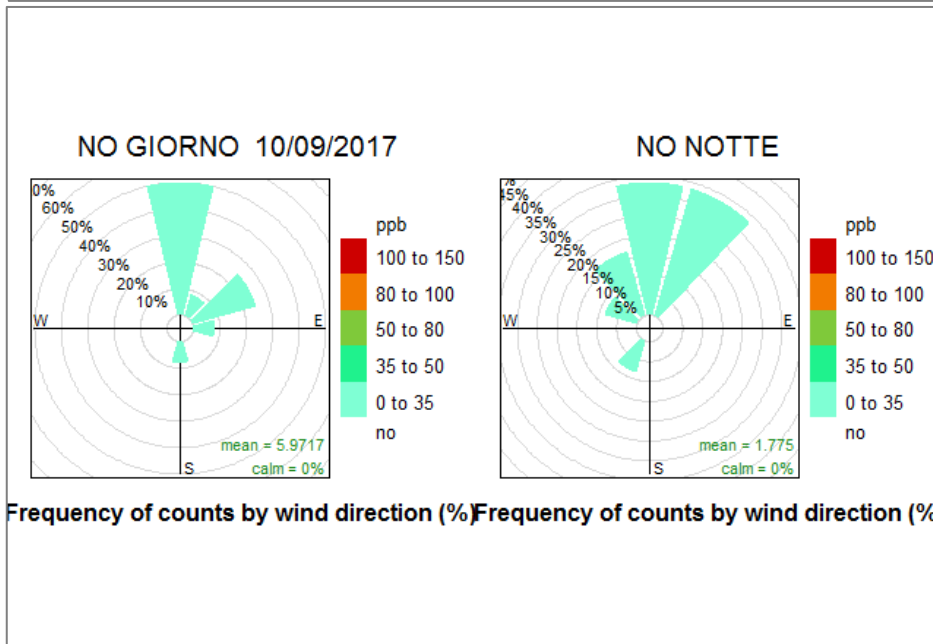 NO GIORNO 10/09/2017
0%
60%
50%
40%
30%
20%
10%
W
E
S
mean = 5.9717
calm = 0%
ppb
100 to 150
80 to 100
50 to 80
35 to 50
0 to 35
no
Frequency of counts by wind direction (%)
NO NOTTE
45%
40%
35%
30%
25%
20%
15%
10%
5%
W
E
S
mean = 1.775
calm = 0%
ppb
100 to 150
80 to 100
50 to 80
35 to 50
0 to 35
no
Frequency of counts by wind direction (%